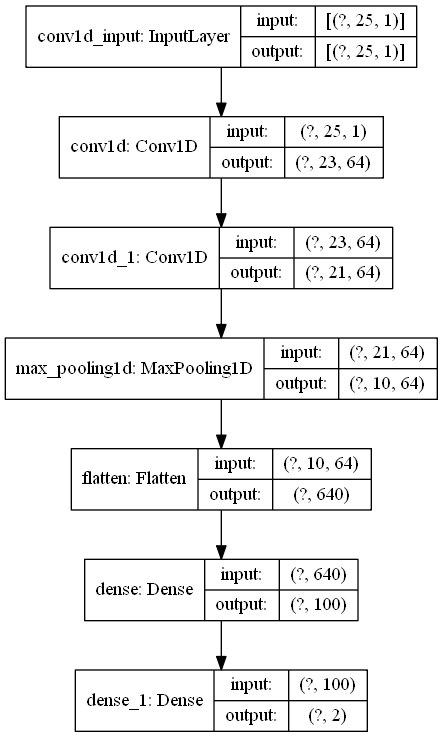 conv1d_input: InputLayer
input: [(?, 25, 1)]
output: [(?, 25, 1)]
conv1d: Conv1D
input: (?, 25, 1)
output: (?, 23, 64)
conv1d_1: Conv1D
input: (?, 23, 64)
output: (?, 21, 64)
max_pooling1d: MaxPooling1D
input: (?, 21, 64)
output: (?, 10, 64)
flatten: Flatten
input: (?, 10, 64)
output: (?, 640)
dense: Dense
input: (?, 640)
output: (?, 100)
dense_1: Dense
input: (?, 100)
output: (?, 2)